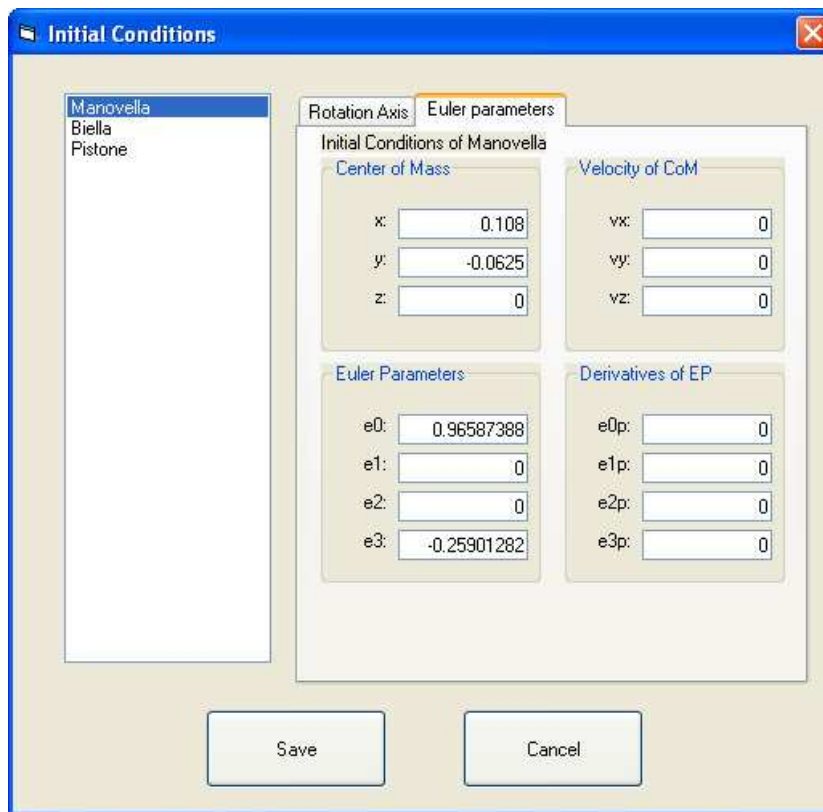 Initial Conditions
Manovella
Biella
Pistone
Rotation Axis Euler parameters
Initial Conditions of Manovella
Center of Mass
x: 0.108
y: -0.0625
z: 0
Velocity of CoM
vx: 0
vy: 0
vz: 0
Euler Parameters
e0: 0.96587388
e1: 0
e2: 0
e3: -0.25901282
Derivatives of EP
e0p: 0
e1p: 0
e2p: 0
e3p: 0
Save Cancel